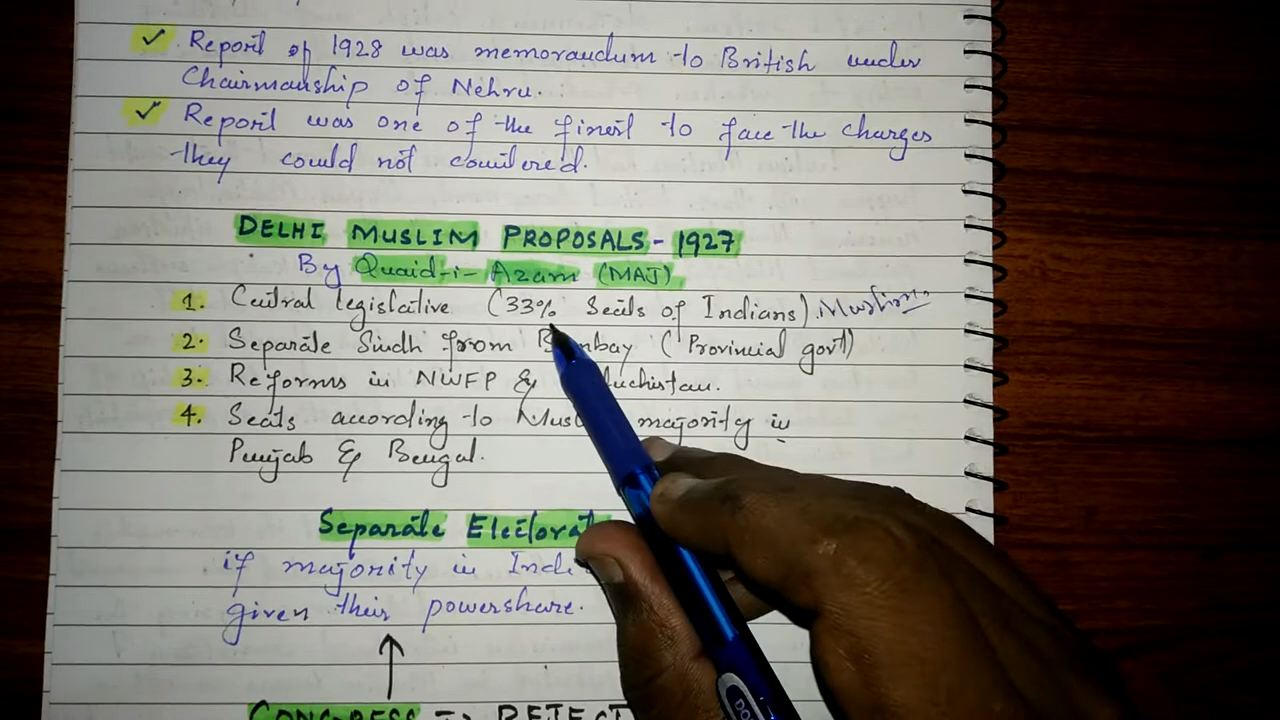 Report of 1928 was memorandum to British under
Chairmanship of Nehru.
Report was one of the finest to face the charges
they could not countered.
DELHI MUSLIM PROPOSALS - 1927
By Quaid-i-Azam (MAJ)
1. Central legislative (33% Seats of Indians). Muslim
2. Separate Sindh from Bombay (Provincial govt)
3. Reforms in NWFP &
4. Seats according to majority in
Punjab & Bengal.
Separate
if majority in
given their powershare.
CONGRESS → REJECT